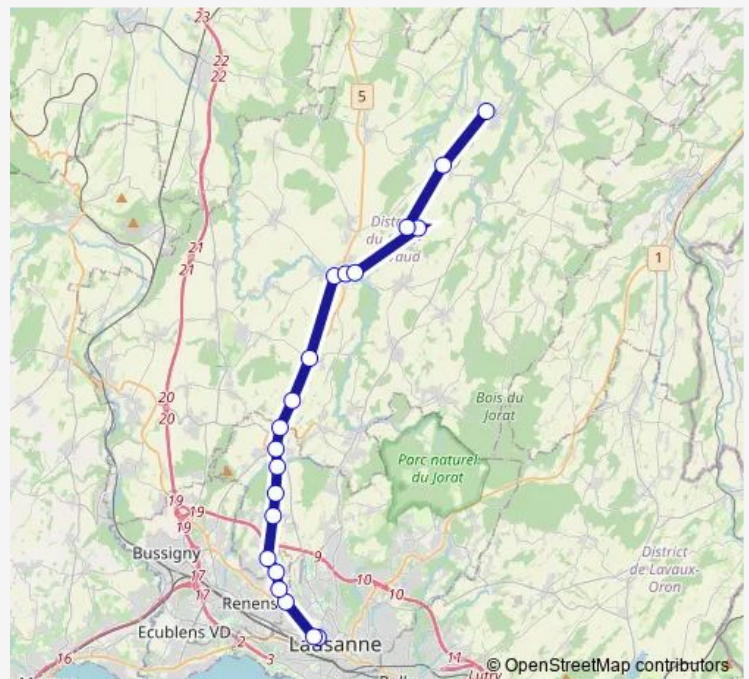 23
22
22
5
Distri
du
aud
21
21
1
20
20
Bois du
Jorat
Parc naturel
du Jorat
19
19
19
9
Bussigny
10
10
District
de Lavaux-
Oron
17
17
Renens
Ecublens VD
2
Lausanne
3
16
11
Lutry
© OpenStreetMap contributors